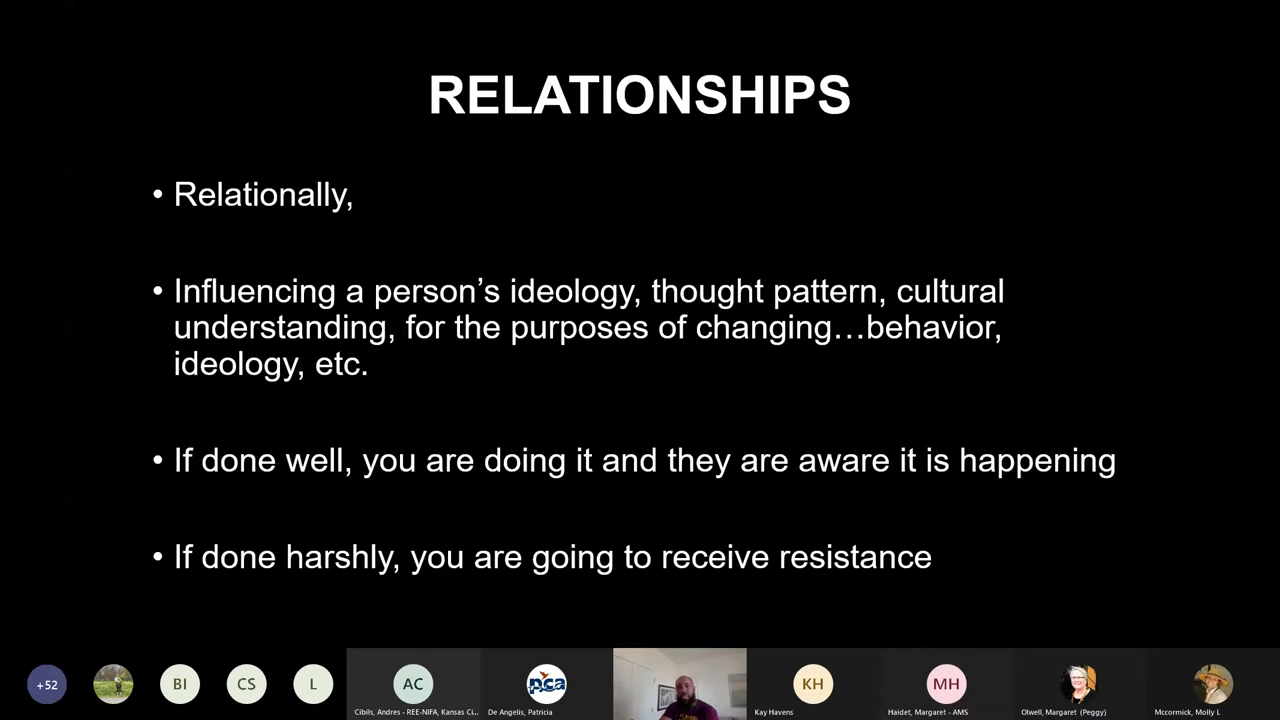 RELATIONSHIPS
• Relationally,
• Influencing a person’s ideology, thought pattern, cultural
understanding, for the purposes of changing…behavior,
ideology, etc.
• If done well, you are doing it and they are aware it is happening
• If done harshly, you are going to receive resistance
+52
BI
CS
L
AC
pca
KH
MH
Cibils, Andres - REE-NIFA, Kansas Ci...
De Angelis, Patricia
Kay Havens
Haidet, Margaret - AMS
Olwell, Margaret (Peggy)
Mccormick, Molly L